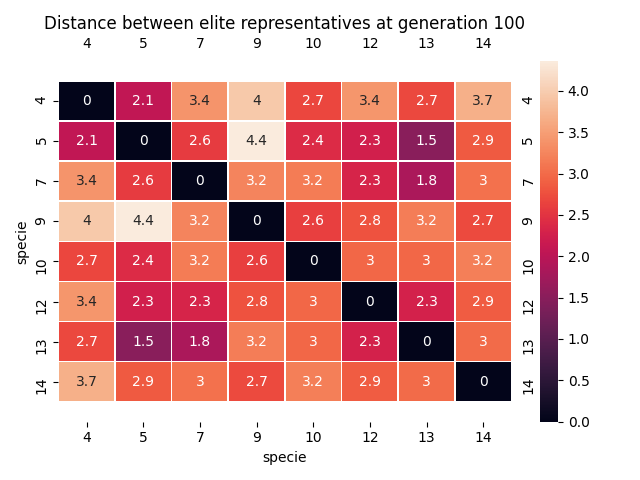 Distance between elite representatives at generation 100
4 5 7 9 10 12 13 14
4 0 2.1 3.4 4 2.7 3.4 2.7 3.7 4
5 2.1 0 2.6 4.4 2.4 2.3 1.5 2.9 5
7 3.4 2.6 0 3.2 3.2 2.3 1.8 3 7
9 4 4.4 3.2 0 2.6 2.8 3.2 2.7 9
10 2.7 2.4 3.2 2.6 0 3 3 3.2 10
12 3.4 2.3 2.3 2.8 3 0 2.3 2.9 12
13 2.7 1.5 1.8 3.2 3 2.3 0 3 13
14 3.7 2.9 3 2.7 3.2 2.9 3 0 14
4 5 7 9 10 12 13 14
specie
specie
4.0
3.5
3.0
2.5
2.0
1.5
1.0
0.5
0.0